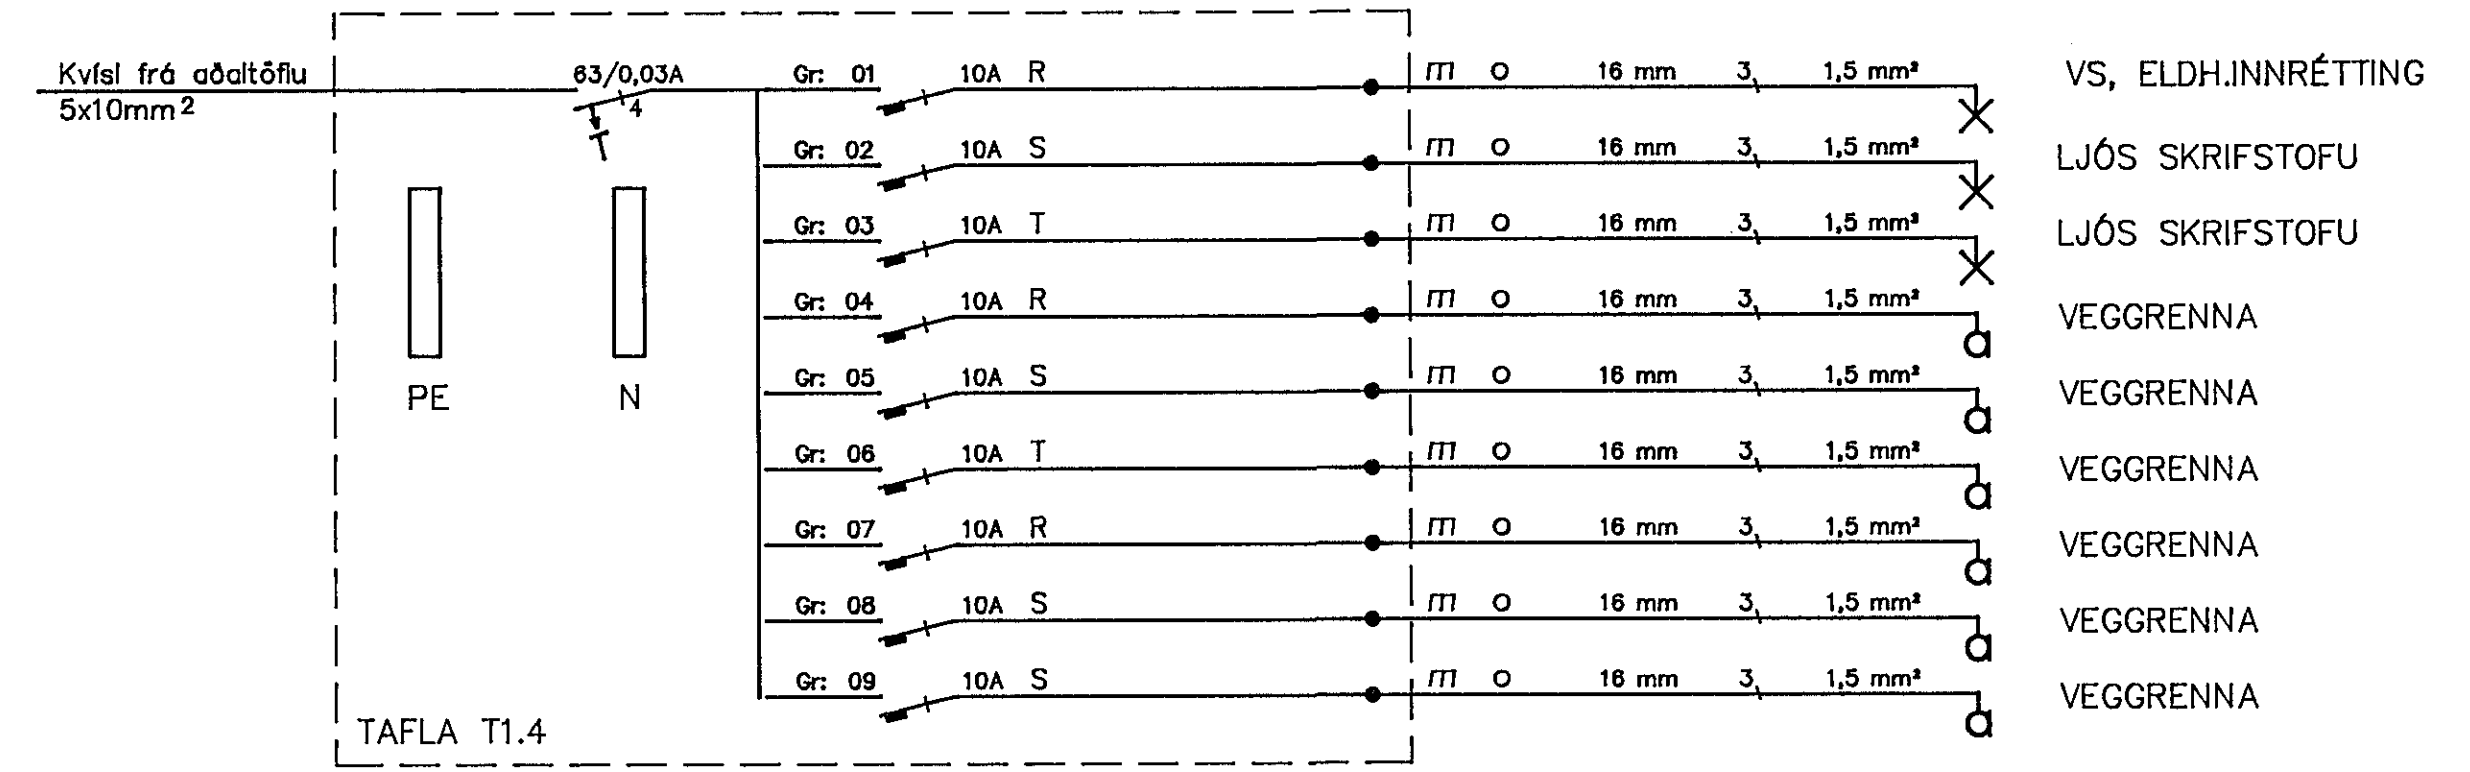 Kvísl frá aðaltöflu
5x10mm²
63/0,03A
4
PE
N
TAFLA T1.4
Gr: 01 10A R m o 16 mm 3 1,5 mm² VS, ELDH.INNRÉTTING
Gr: 02 10A S m o 16 mm 3 1,5 mm² LJÓS SKRIFSTOFU
Gr: 03 10A T m o 16 mm 3 1,5 mm² LJÓS SKRIFSTOFU
Gr: 04 10A R m o 16 mm 3 1,5 mm² VEGGRENNA
Gr: 05 10A S m o 16 mm 3 1,5 mm² VEGGRENNA
Gr: 06 10A T m o 16 mm 3 1,5 mm² VEGGRENNA
Gr: 07 10A R m o 16 mm 3 1,5 mm² VEGGRENNA
Gr: 08 10A S m o 16 mm 3 1,5 mm² VEGGRENNA
Gr: 09 10A S m o 16 mm 3 1,5 mm² VEGGRENNA